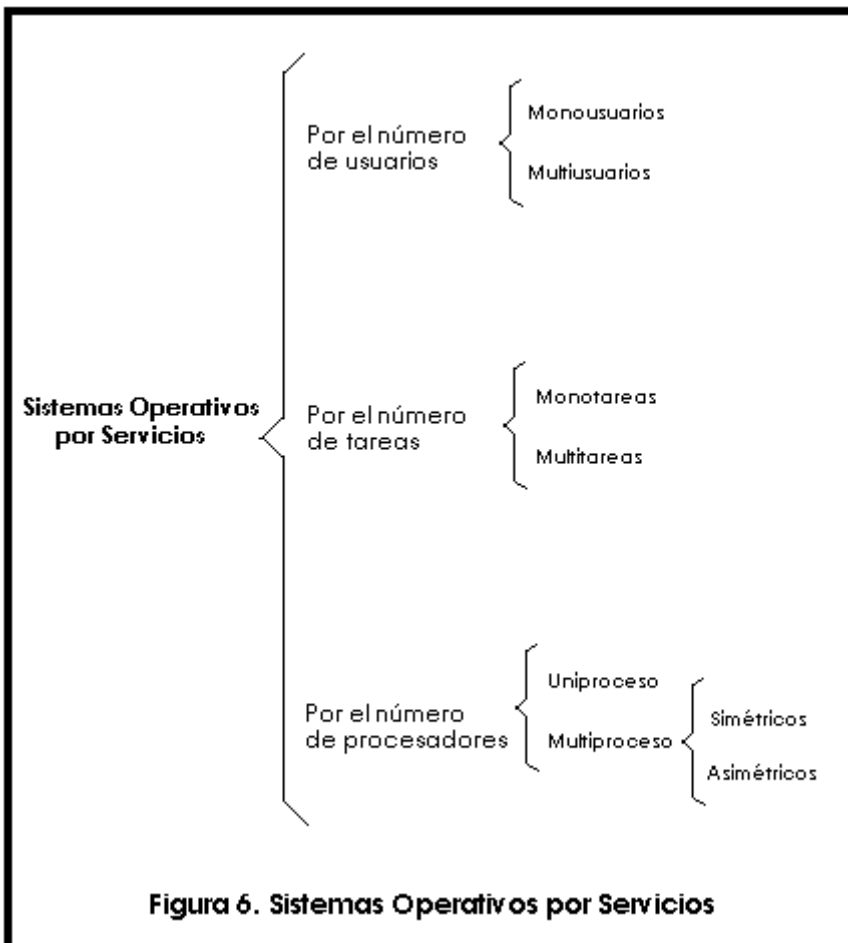 Por el número
de usuarios
Monousuarios
Multiusuarios
Sistemas Operativos
por Servicios
Por el número
de tareas
Monotareas
Multitareas
Por el número
de procesadores
Uniproceso
Multiproceso
Simétricos
Asimétricos
Figura 6. Sistemas Operativos por Servicios